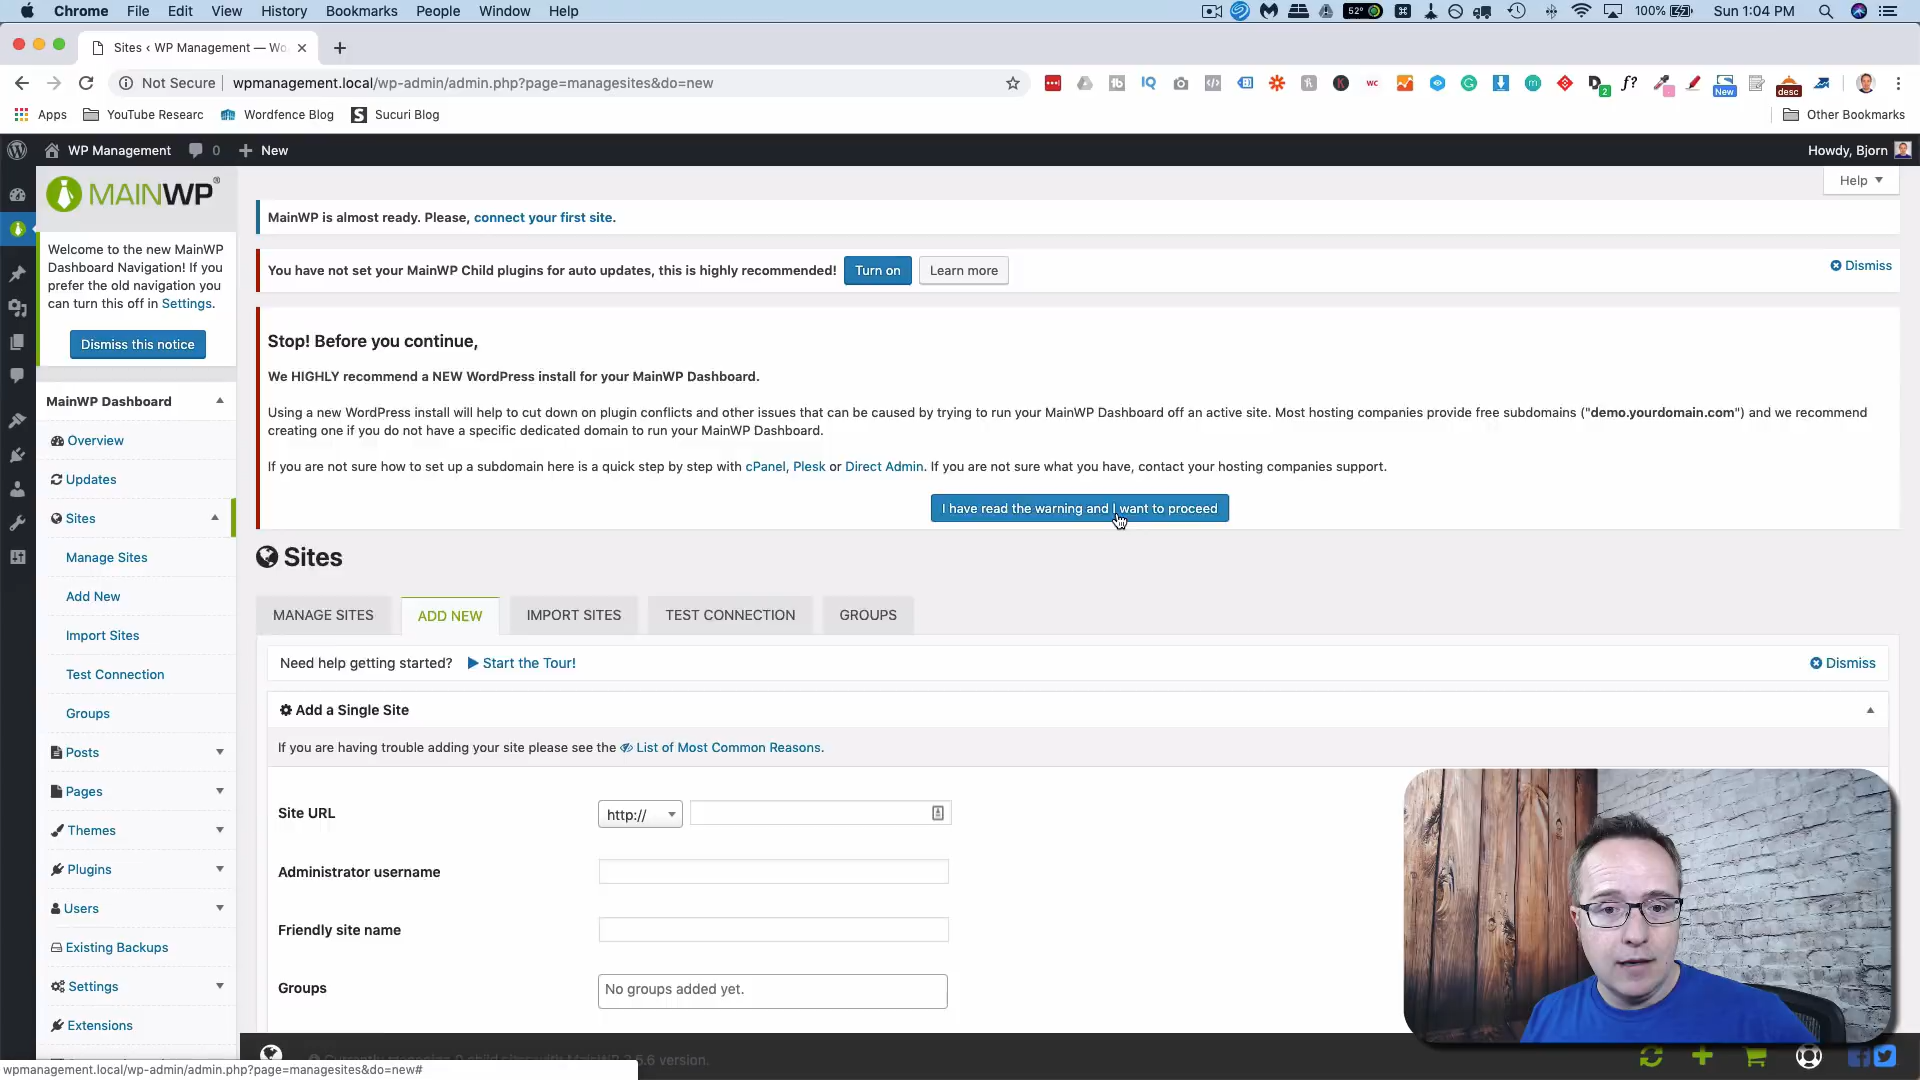 Chrome File Edit View History Bookmarks People Window Help
52° 100% Sun 1:04 PM
Sites ‹ WP Management — Wo
Not Secure wpmanagement.local/wp-admin/admin.php?page=managesites&do=new
Apps YouTube Researc Wordfence Blog Sucuri Blog Other Bookmarks
WP Management 0 New Howdy, Bjorn
MAINWP®
Help
Welcome to the new MainWP
Dashboard Navigation! If you
prefer the old navigation you
can turn this off in Settings.
Dismiss this notice
MainWP is almost ready. Please, connect your first site.
You have not set your MainWP Child plugins for auto updates, this is highly recommended! Turn on Learn more Dismiss
Stop! Before you continue,
We HIGHLY recommend a NEW WordPress install for your MainWP Dashboard.
Using a new WordPress install will help to cut down on plugin conflicts and other issues that can be caused by trying to run your MainWP Dashboard off an active site. Most hosting companies provide free subdomains ("demo.yourdomain.com") and we recommend
creating one if you do not have a specific dedicated domain to run your MainWP Dashboard.
If you are not sure how to set up a subdomain here is a quick step by step with cPanel, Plesk or Direct Admin. If you are not sure what you have, contact your hosting companies support.
I have read the warning and I want to proceed
MainWP Dashboard
Overview
Updates
Sites
Manage Sites
Add New
Import Sites
Test Connection
Groups
Posts
Pages
Themes
Plugins
Users
Existing Backups
Settings
Extensions
Sites
MANAGE SITES ADD NEW IMPORT SITES TEST CONNECTION GROUPS
Need help getting started? Start the Tour! Dismiss
Add a Single Site
If you are having trouble adding your site please see the List of Most Common Reasons.
Site URL http://
Administrator username
Friendly site name
Groups No groups added yet.
Currently managing 0 child sites with MainWP 3.5.6 version.
wpmanagement.local/wp-admin/admin.php?page=managesites&do=new#